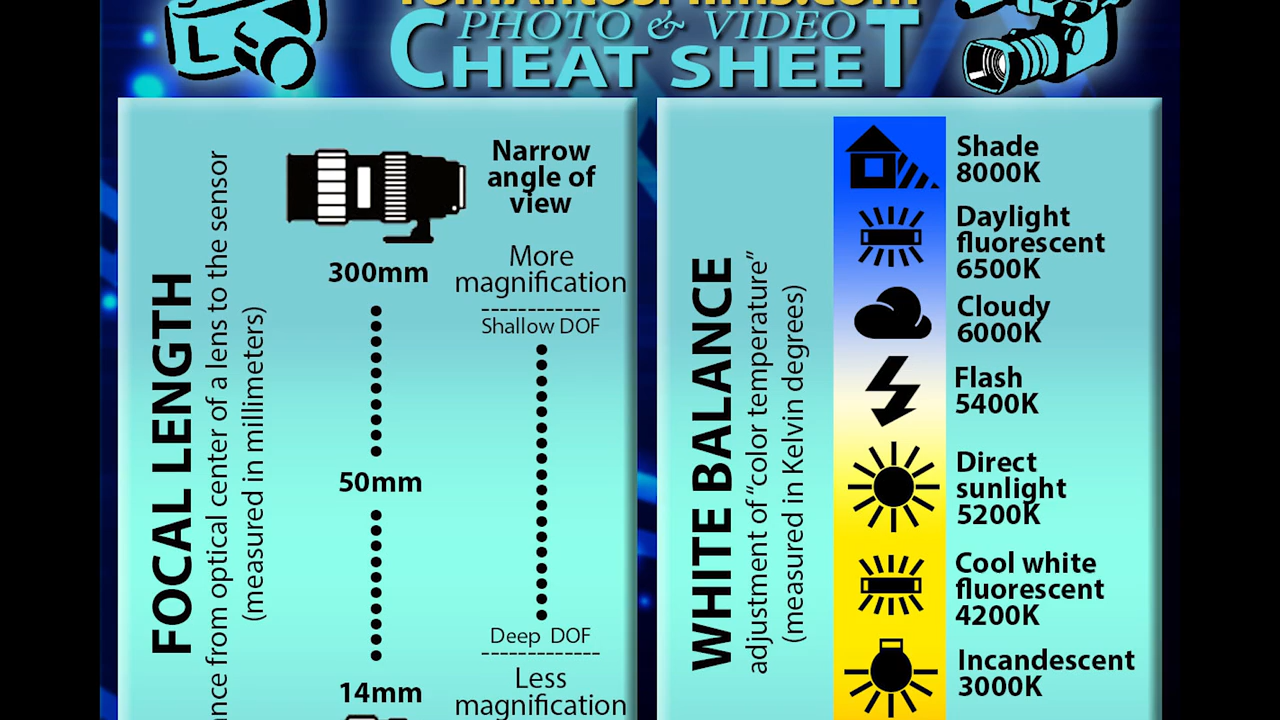 TomAntosFilms.com
PHOTO & VIDEO
CHEAT SHEET
FOCAL LENGTH
ance from optical center of a lens to the sensor
(measured in millimeters)
300mm
50mm
14mm
Narrow
angle of
view
More
magnification
Shallow DOF
Deep DOF
Less
magnification
WHITE BALANCE
adjustment of “color temperature”
(measured in Kelvin degrees)
Shade
8000K
Daylight
fluorescent
6500K
Cloudy
6000K
Flash
5400K
Direct
sunlight
5200K
Cool white
fluorescent
4200K
Incandescent
3000K